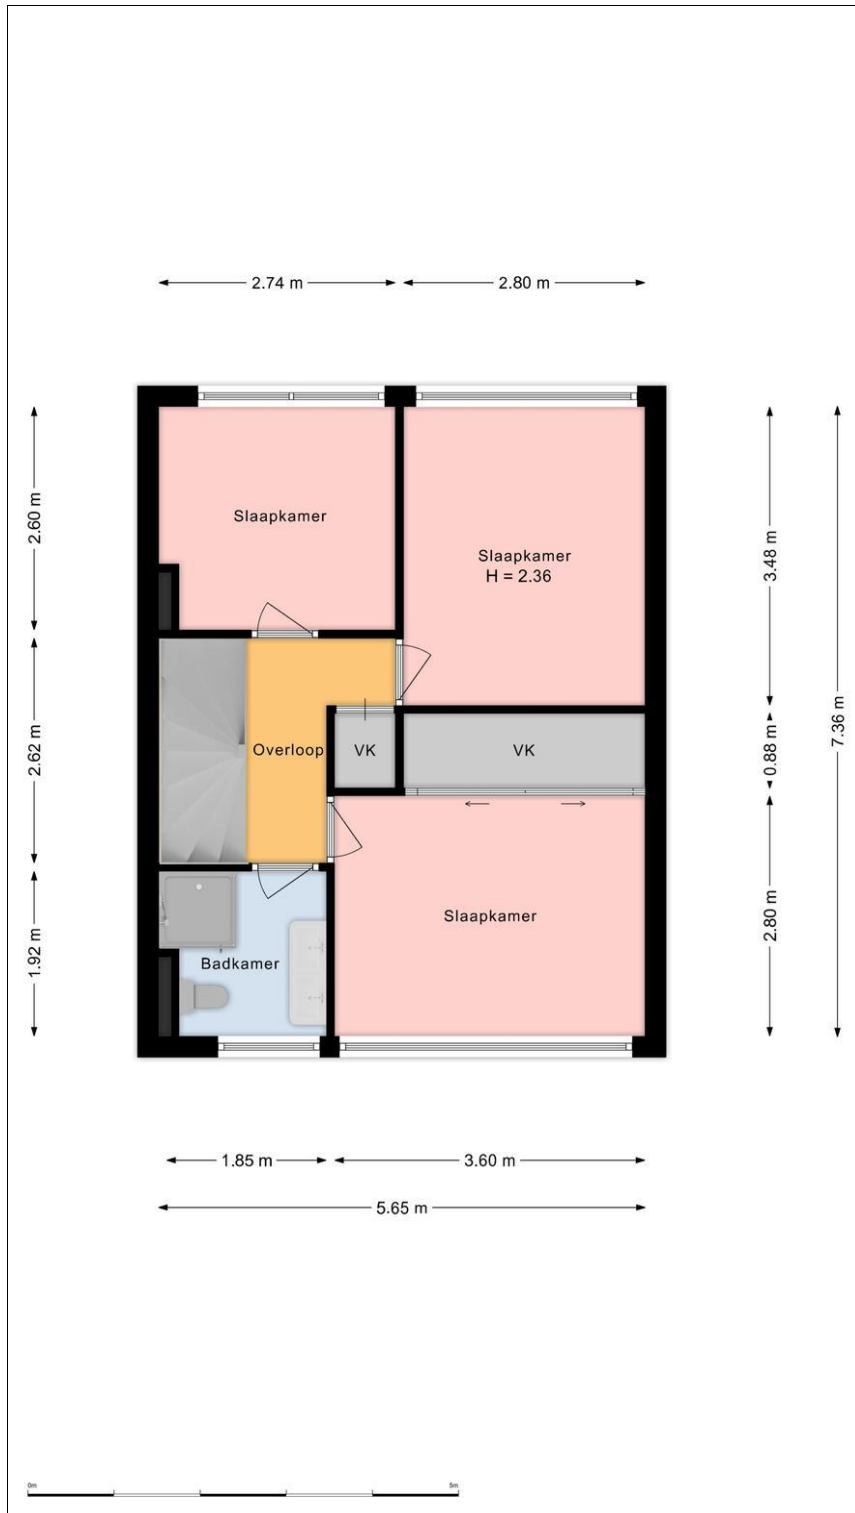 2.74 m
2.80 m
2.60 m
Slaapkamer
3.48 m
Slaapkamer
H = 2.36
7.36 m
2.62 m
Overloop
VK
VK
0.88 m
Slaapkamer
2.80 m
1.92 m
Badkamer
1.85 m
3.60 m
5.65 m
0m
5m